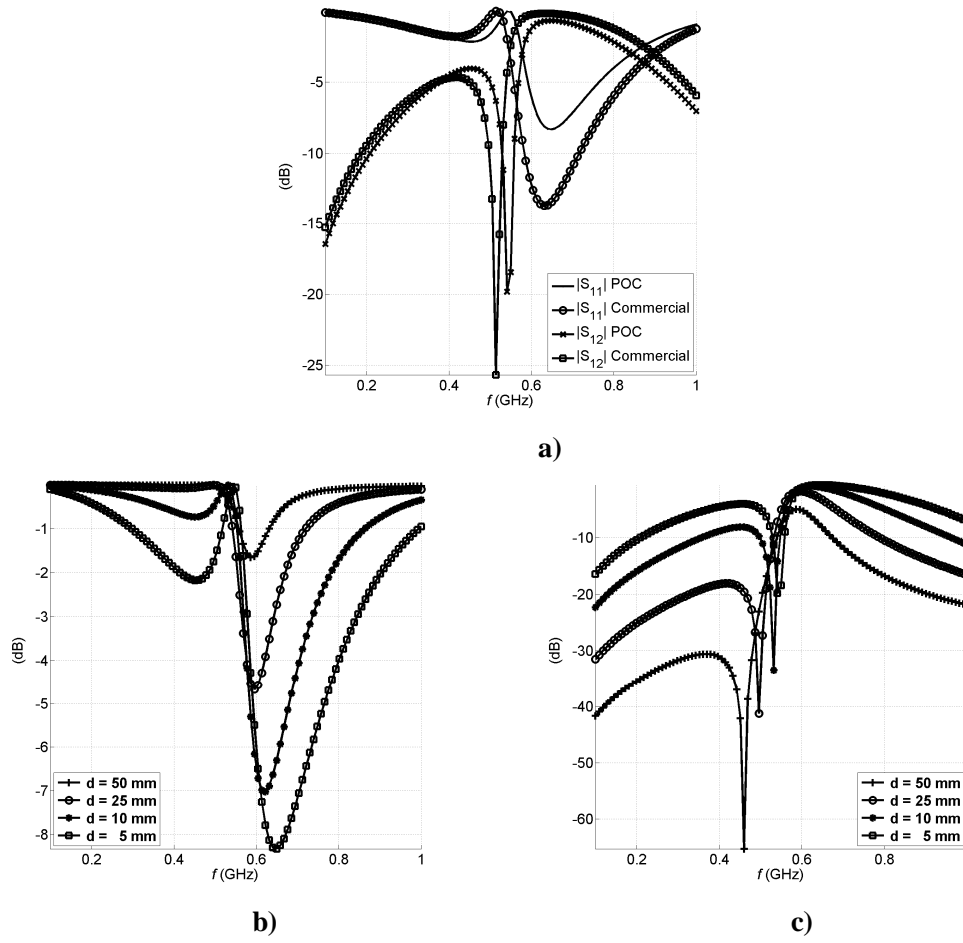 -5
-10
-15
-20
-25
(dB)
|S11| POC
|S11| Commercial
|S12| POC
|S12| Commercial
0.2 0.4 0.6 0.8 1
f (GHz)
a)
-1
-2
-3
-4
-5
-6
-7
-8
(dB)
d = 50 mm
d = 25 mm
d = 10 mm
d = 5 mm
0.2 0.4 0.6 0.8 1
f (GHz)
b)
-10
-20
-30
-40
-50
-60
(dB)
d = 50 mm
d = 25 mm
d = 10 mm
d = 5 mm
0.2 0.4 0.6 0.8
f (GHz)
c)